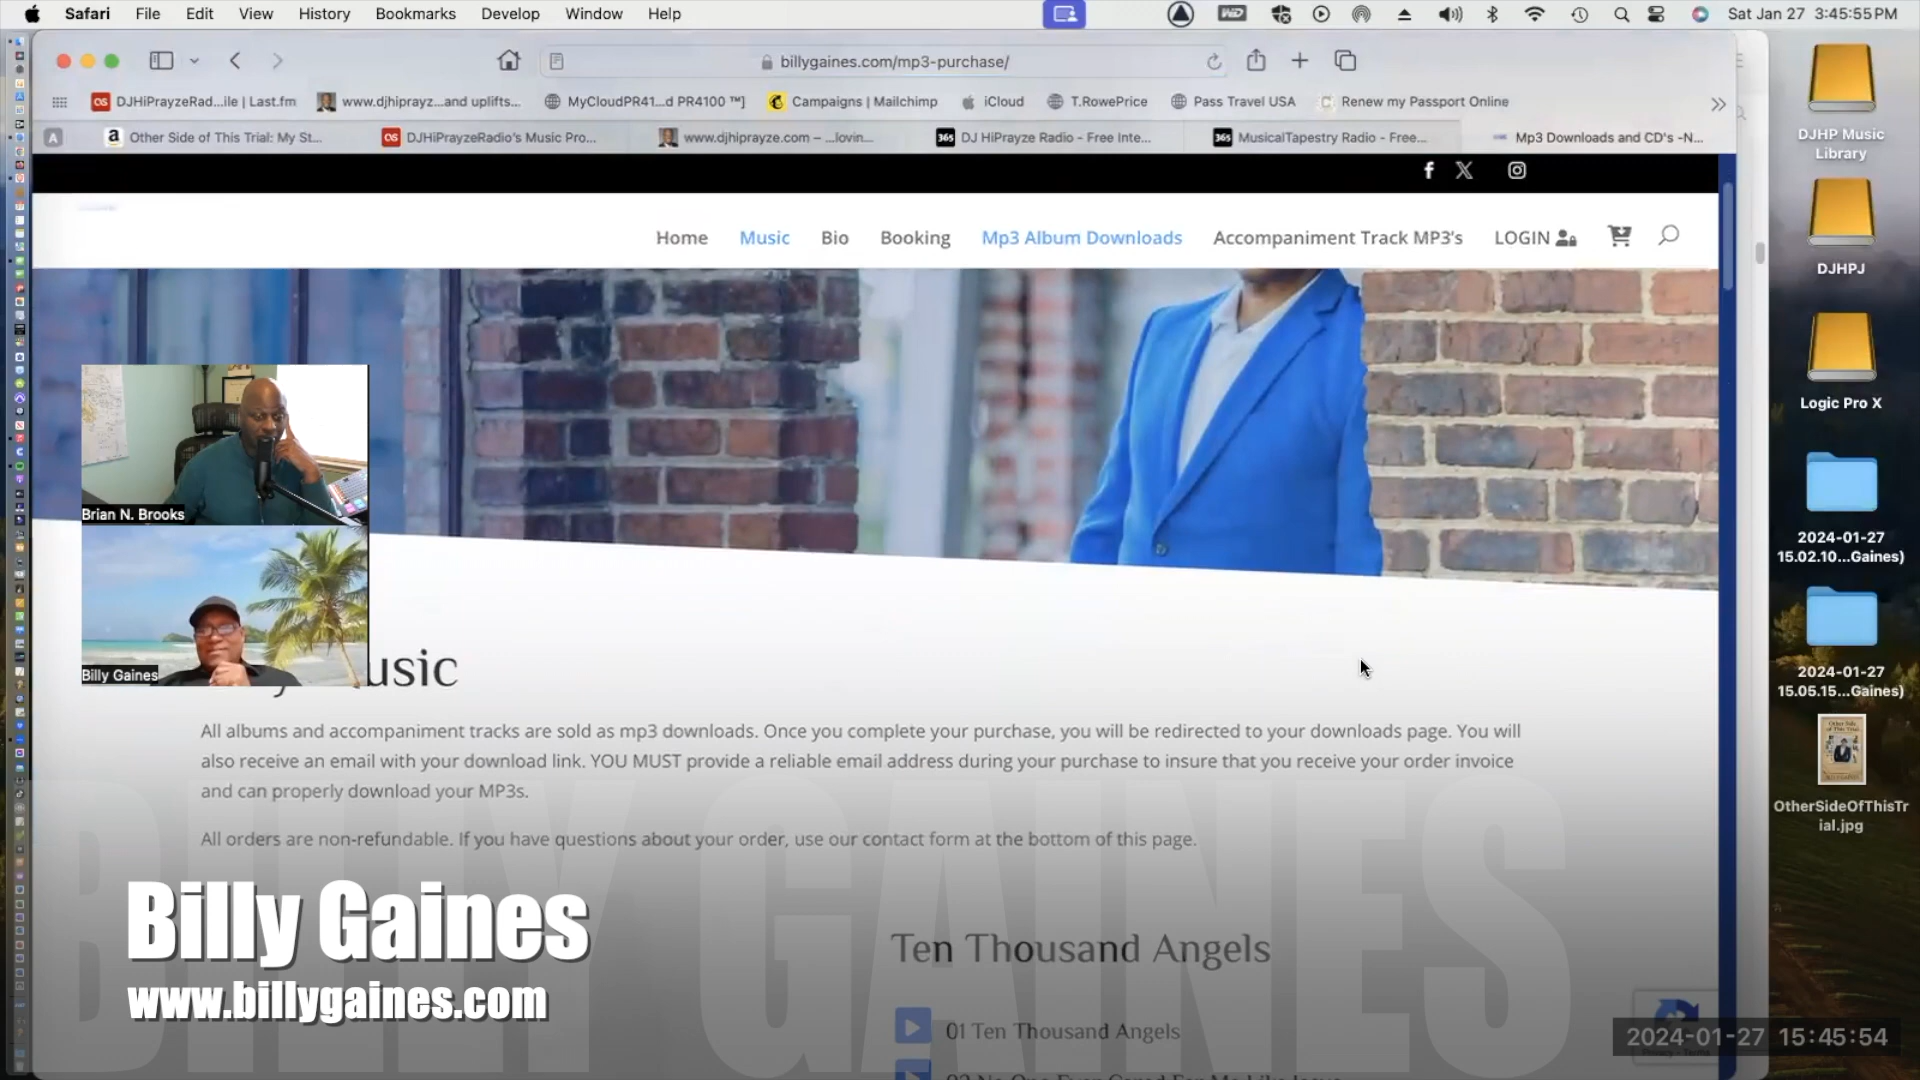 Safari File Edit View History Bookmarks Develop Window Help
WD
Sat Jan 27 3:45:55 PM
billygaines.com/mp3-purchase/
DJHiPrayzeRad...ile | Last.fm
www.djhiprayz...and uplifts...
MyCloudPR41...d PR4100 ™]
Campaigns | Mailchimp
iCloud
T.RowePrice
Pass Travel USA
Renew my Passport Online
A
Other Side of This Trial: My St...
DJHiPrayzeRadio's Music Pro...
www.djhiprayze.com – ...lovin...
365 DJ HiPrayze Radio - Free Inte...
365 MusicalTapestry Radio - Free...
Mp3 Downloads and CD's -N...
Home Music Bio Booking Mp3 Album Downloads Accompaniment Track MP3's LOGIN
Brian N. Brooks
Billy Gaines
usic
All albums and accompaniment tracks are sold as mp3 downloads. Once you complete your purchase, you will be redirected to your downloads page. You will
also receive an email with your download link. YOU MUST provide a reliable email address during your purchase to insure that you receive your order invoice
and can properly download your MP3s.
All orders are non-refundable. If you have questions about your order, use our contact form at the bottom of this page.
BILLY GAINES
Billy Gaines
www.billygaines.com
Ten Thousand Angels
01 Ten Thousand Angels
DJHP Music
Library
DJHPJ
Logic Pro X
2024-01-27
15.02.10...Gaines)
2024-01-27
15.05.15...Gaines)
OtherSideOfThisTr
ial.jpg
2024-01-27 15:45:54